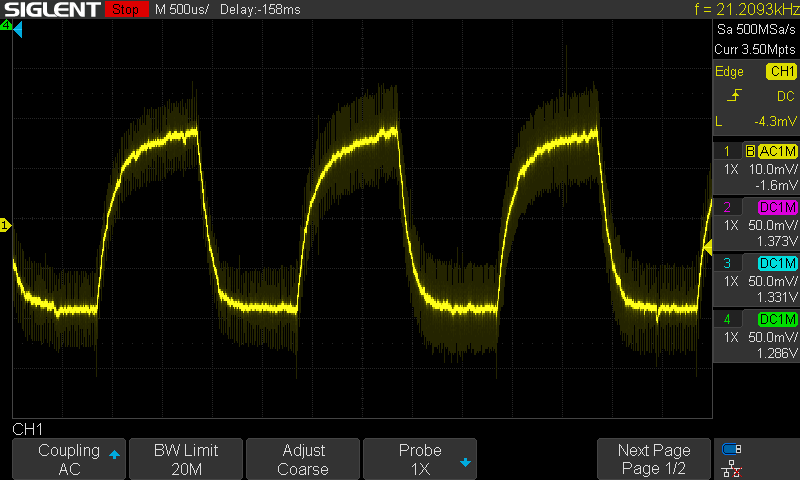 SIGLENT Stop M 500us/ Delay:-158ms f = 21.2093kHz
Sa 500MSa/s
Curr 3.50Mpts
Edge CH1
DC
L -4.3mV
1 B AC1M
1X 10.0mV/
-1.6mV
2 DC1M
1X 50.0mV/
1.373V
3 DC1M
1X 50.0mV/
1.331V
4 DC1M
1X 50.0mV/
1.286V
4
1
CH1
Coupling BW Limit Adjust Probe Next Page
AC 20M Coarse 1X Page 1/2